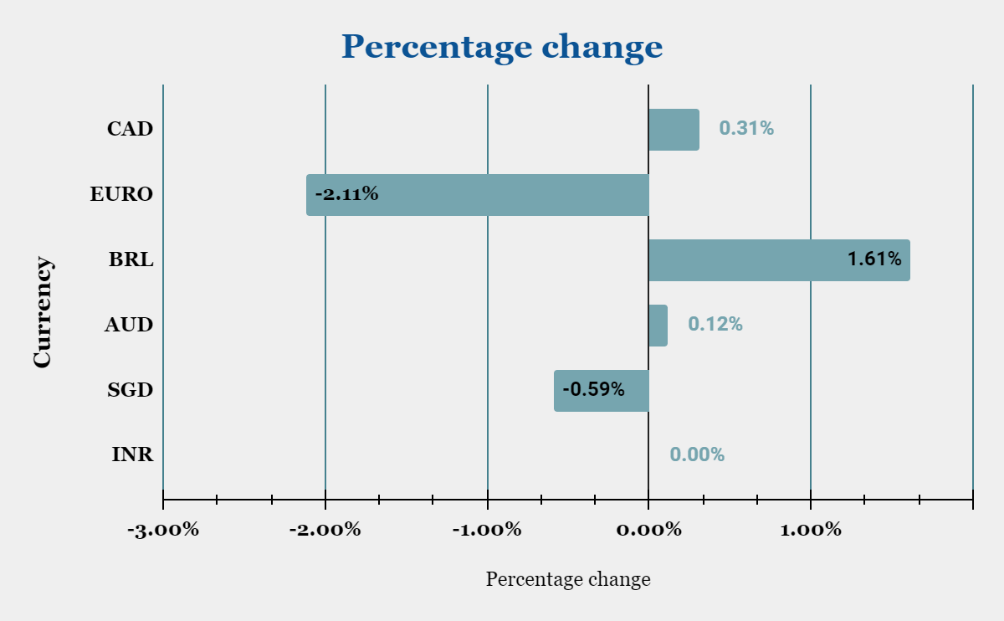 Percentage change
CAD
0.31%
EURO
-2.11%
BRL
1.61%
AUD
0.12%
SGD
-0.59%
INR
0.00%
Currency
-3.00% -2.00% -1.00% 0.00% 1.00%
Percentage change